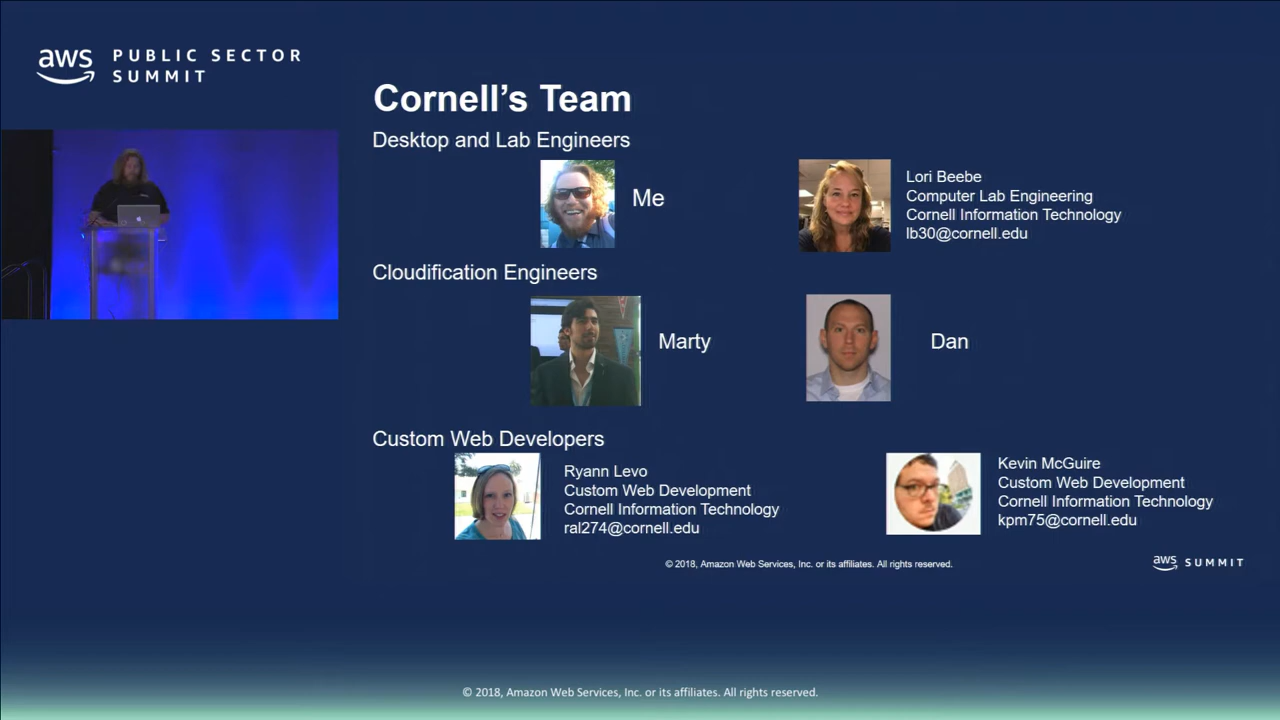 aws PUBLIC SECTOR
SUMMIT
Cornell’s Team
Desktop and Lab Engineers
Me
Lori Beebe
Computer Lab Engineering
Cornell Information Technology
lb30@cornell.edu
Cloudification Engineers
Marty
Dan
Custom Web Developers
Ryann Levo
Custom Web Development
Cornell Information Technology
ral274@cornell.edu
Kevin McGuire
Custom Web Development
Cornell Information Technology
kpm75@cornell.edu
© 2018, Amazon Web Services, Inc. or its affiliates. All rights reserved.
aws SUMMIT
© 2018, Amazon Web Services, Inc. or its affiliates. All rights reserved.